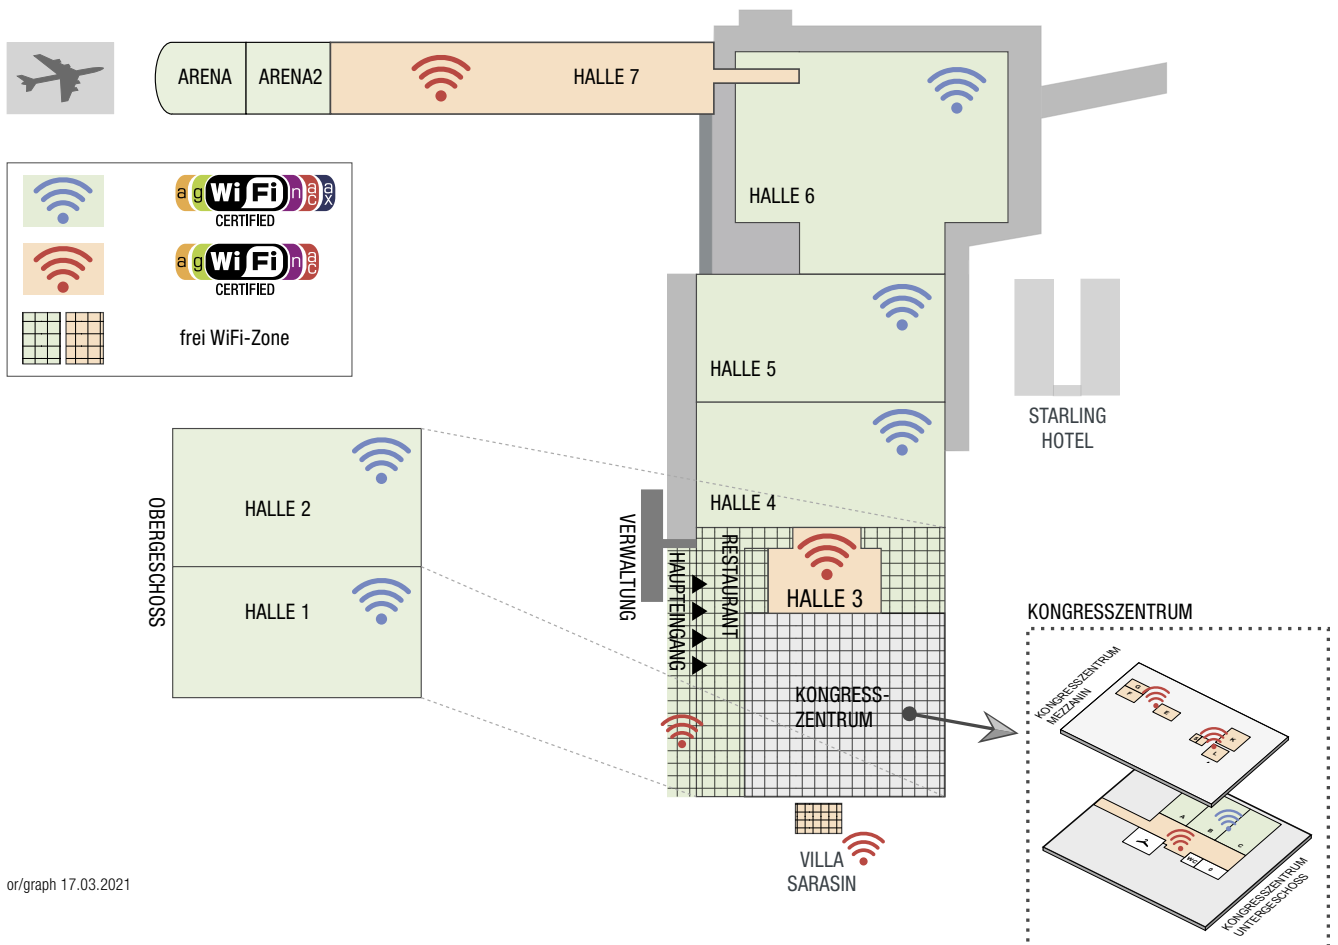 ARENA
ARENA2
HALLE 7
HALLE 6
a g Wi Fi n ac ax
CERTIFIED
a g Wi Fi n ac
CERTIFIED
frei WiFi-Zone
HALLE 5
STARLING
HOTEL
HALLE 4
OBERGESCHOSS
HALLE 2
HALLE 1
VERWALTUNG
HAUPTEINGANG
RESTAURANT
HALLE 3
KONGRESS-
ZENTRUM
KONGRESSZENTRUM
KONGRESSZENTRUM
MEZZANIN
G
F
E
K
L
A
B
C
WC
KONGRESSZENTRUM
UNTERGESCHOSS
VILLA
SARASIN
or/graph 17.03.2021